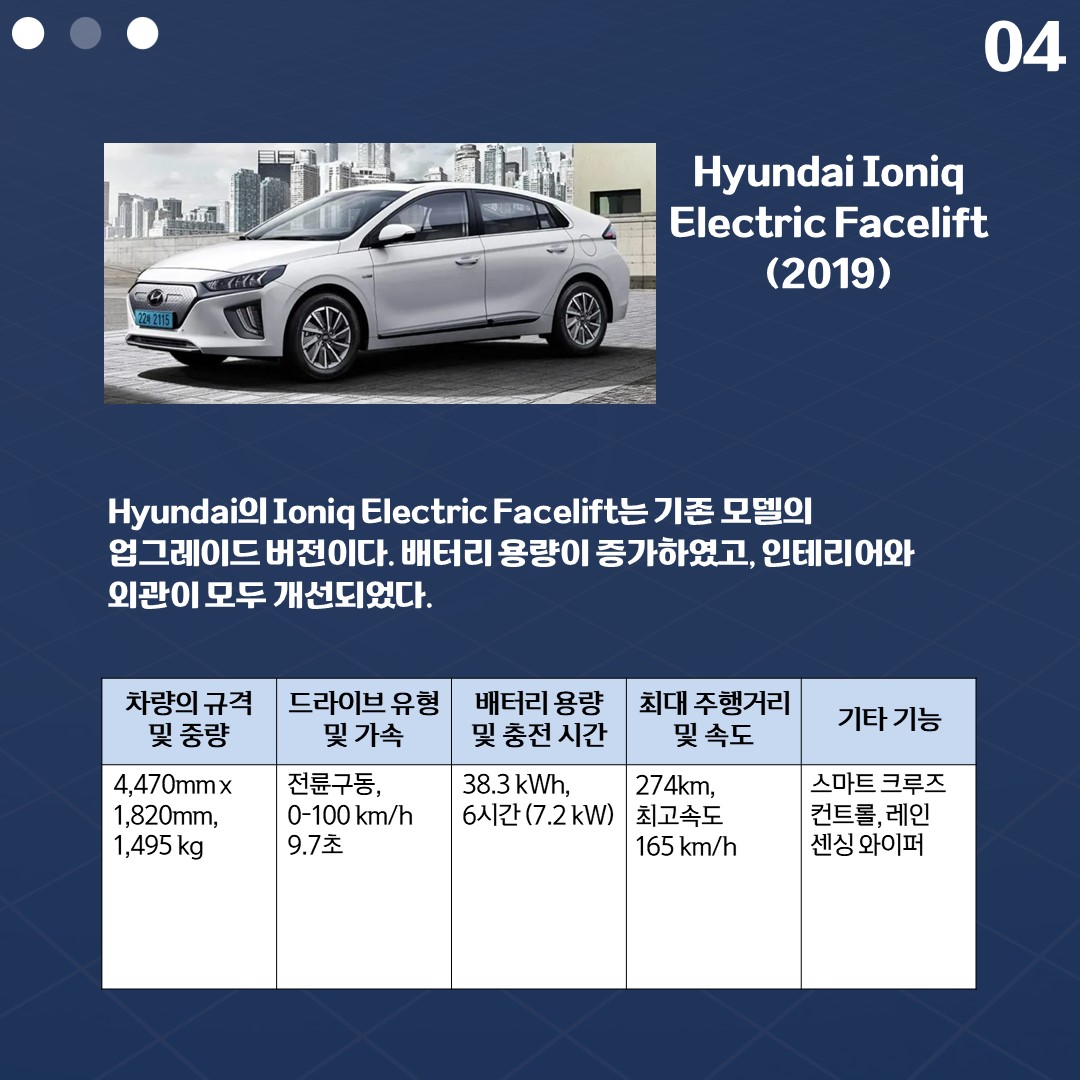 04
Hyundai Ioniq
Electric Facelift
(2019)
22사 2115
Hyundai의 Ioniq Electric Facelift는 기존 모델의
업그레이드 버전이다. 배터리 용량이 증가하였고, 인테리어와
외관이 모두 개선되었다.
차량의 규격
및 중량
드라이브 유형
및 가속
배터리 용량
및 충전 시간
최대 주행거리
및 속도
기타 기능
4,470mm x
1,820mm,
1,495 kg
전륜구동,
0-100 km/h
9.7초
38.3 kWh,
6시간 (7.2 kW)
274km,
최고속도
165 km/h
스마트 크루즈
컨트롤, 레인
센싱 와이퍼